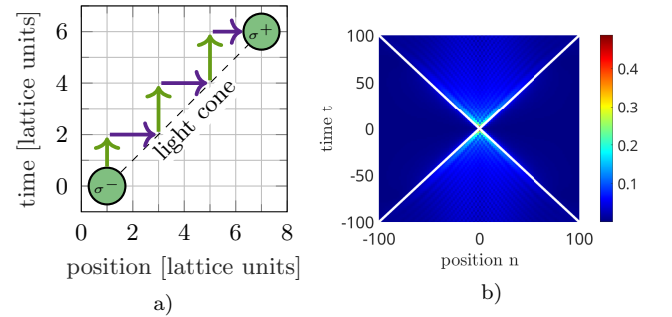 time [lattice units]
6
4
2
0
0
2
4
6
8
position [lattice units]
σ⁻
σ⁺
light cone
a)
time t
100
50
0
-50
-100
-100
0
100
position n
0.4
0.3
0.2
0.1
b)